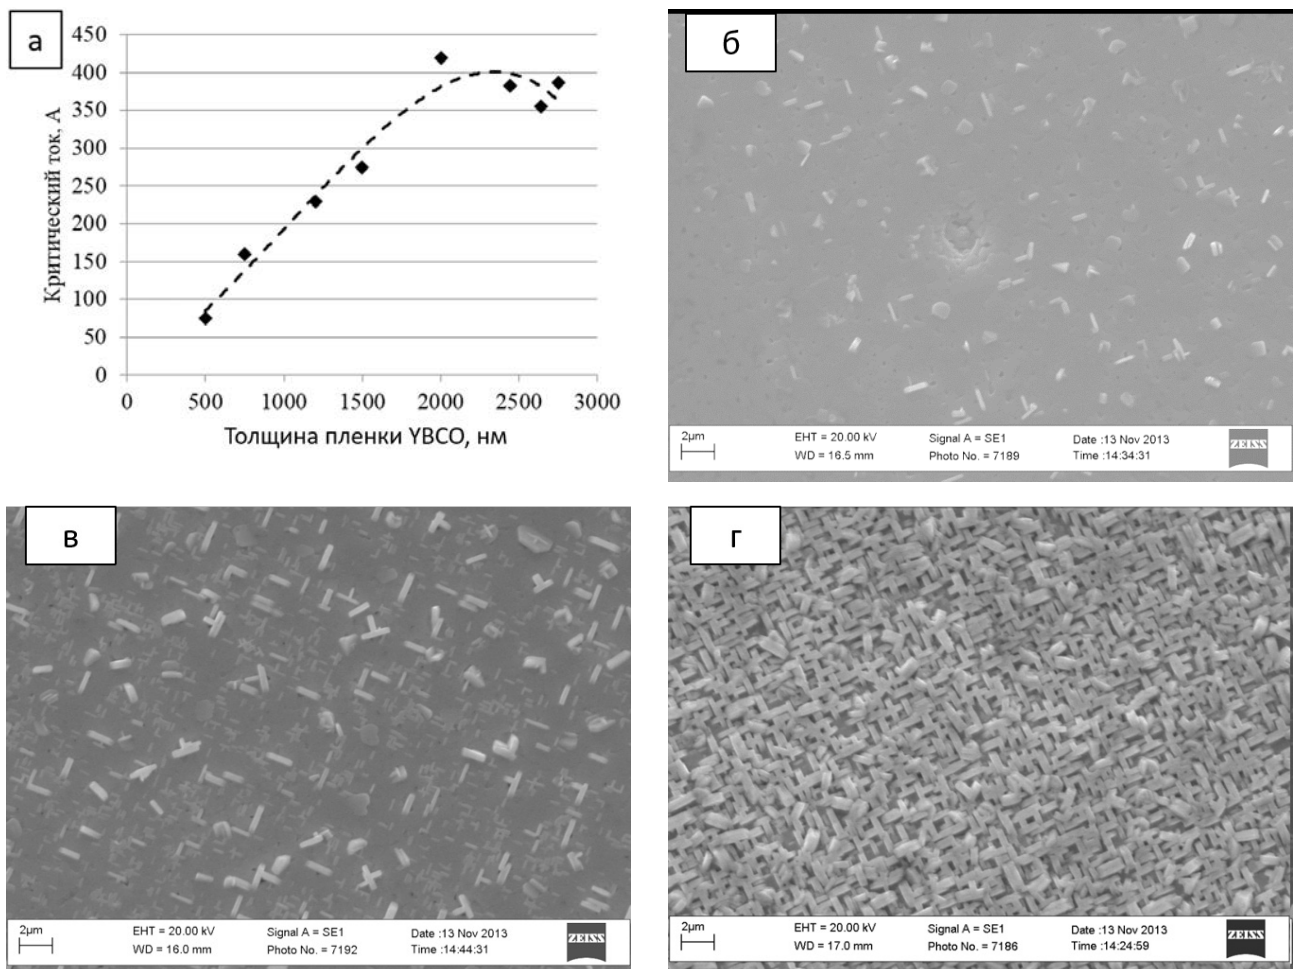 а
450
400
350
300
250
200
150
100
50
0
Критический ток, А
0 500 1000 1500 2000 2500 3000
Толщина пленки YBCO, нм
б
2µm
EHT = 20.00 kV Signal A = SE1 Date :13 Nov 2013
WD = 16.5 mm Photo No. = 7189 Time :14:34:31
ZEISS
в
2µm
EHT = 20.00 kV Signal A = SE1 Date :13 Nov 2013
WD = 16.0 mm Photo No. = 7192 Time :14:44:31
ZEISS
г
2µm
EHT = 20.00 kV Signal A = SE1 Date :13 Nov 2013
WD = 17.0 mm Photo No. = 7186 Time :14:24:59
ZEISS